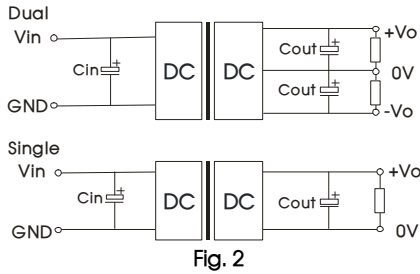 Dual
Vin
Cin
+
DC
DC
Cout
+
+Vo
0V
Cout
+
GND
-Vo
Single
Vin
Cin
+
DC
DC
Cout
+
+Vo
GND
0V
Fig. 2